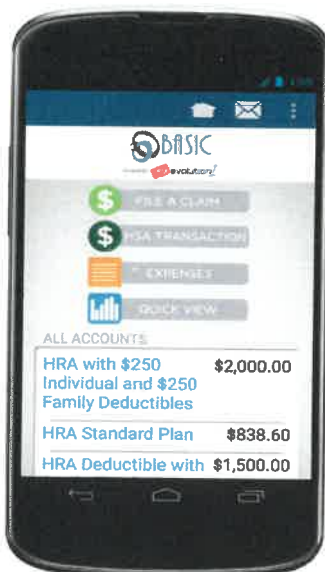 BASIC
evolution!
FILE A CLAIM
HSA TRANSACTION
EXPENSES
QUICK VIEW
ALL ACCOUNTS
HRA with $250 $2,000.00
Individual and $250
Family Deductibles
HRA Standard Plan $838.60
HRA Deductible with $1,500.00